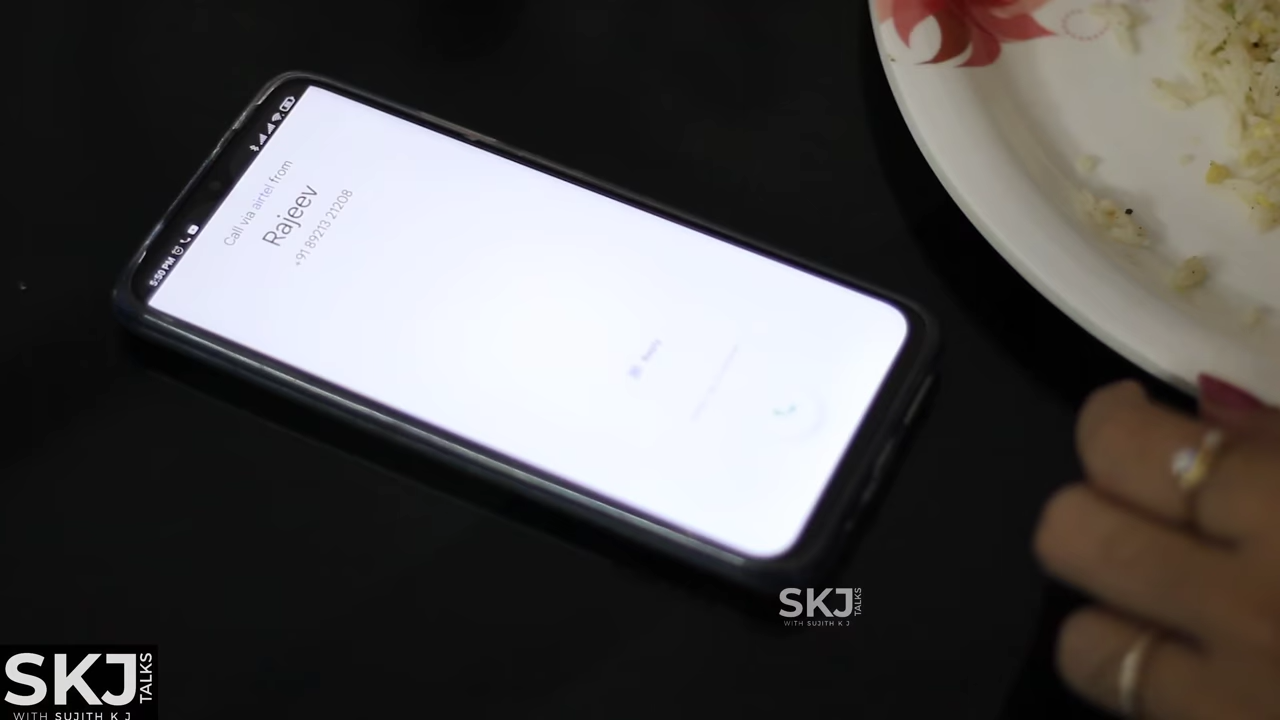 5:50 PM
Call via airtel from
Rajeev
+91 89213 21208
SKJ TALKS
WITH SUJITH K J
SKJ TALKS
WITH SUJITH K J